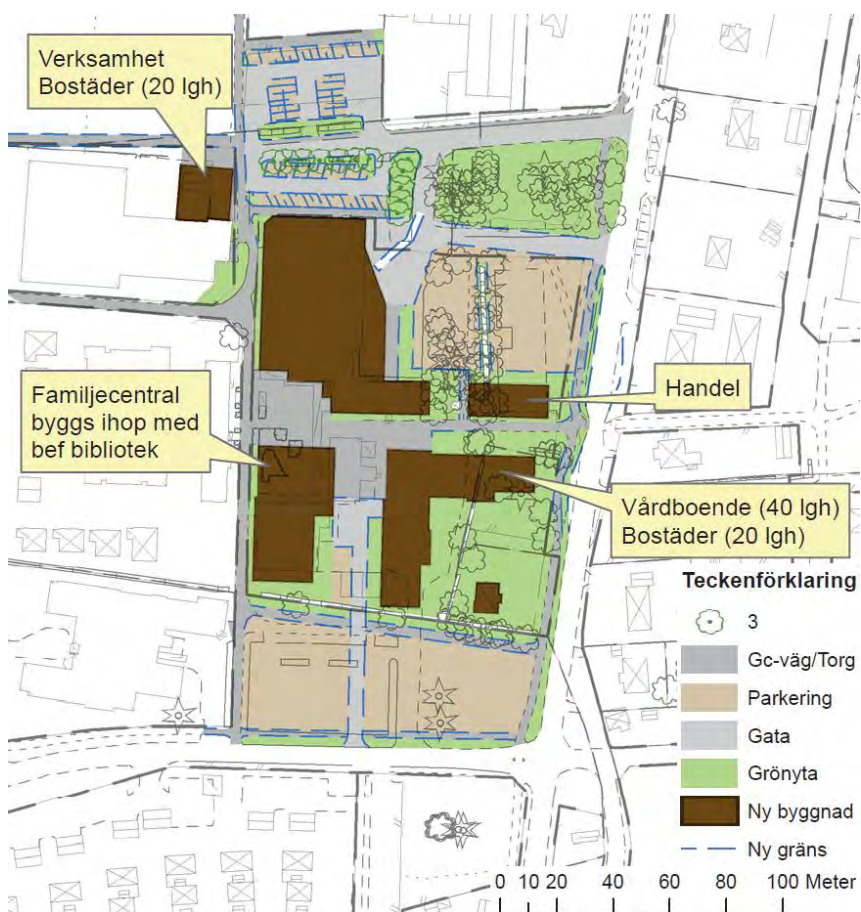 Verksamhet
Bostäder (20 lgh)
Familjecentral
byggs ihop med
bef bibliotek
Handel
Vårdboende (40 lgh)
Bostäder (20 lgh)
Teckenförklaring
3
Gc-väg/Torg
Parkering
Gata
Grönyta
Ny byggnad
Ny gräns
0 10 20 40 60 80 100 Meter